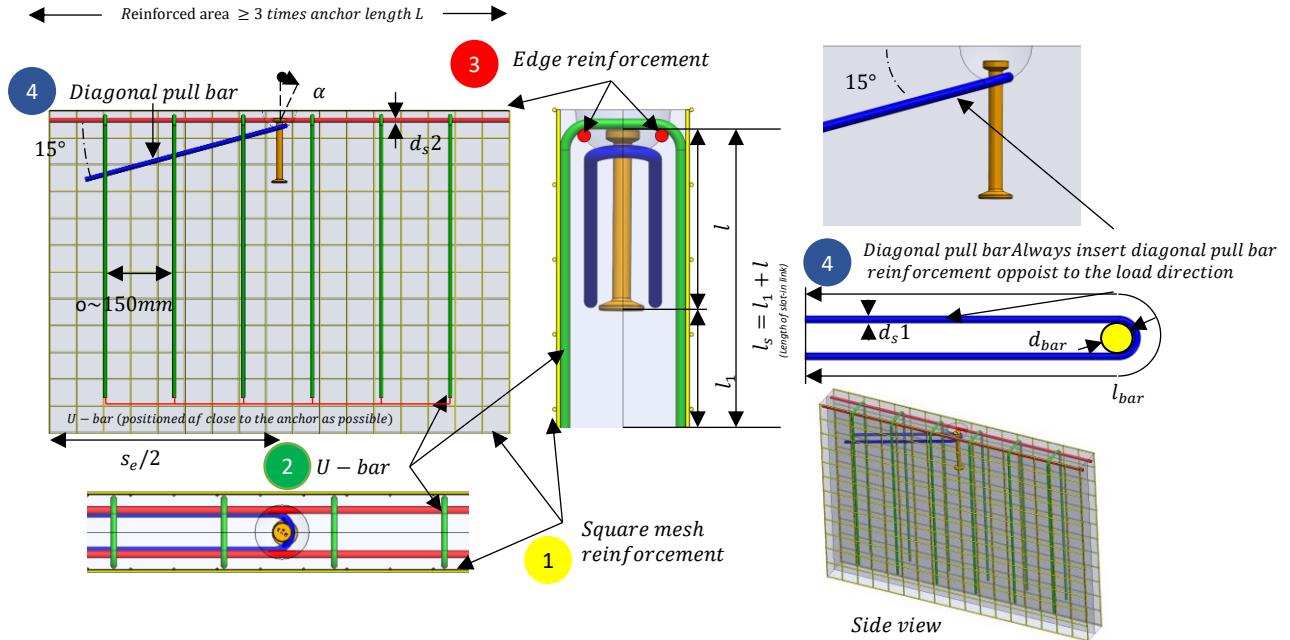 Reinforced area ≥ 3 times anchor length L
3 Edge reinforcement
4 Diagonal pull bar
α
15°
d_s2
o~150mm
U − bar (positioned af close to the anchor as possible)
s_e/2
2 U − bar
l
l_s = l_1 + l
(Length of slot-in link)
l_1
1 Square mesh
reinforcement
15°
4 Diagonal pull barAlways insert diagonal pull bar
reinforcement oppoist to the load direction
d_s1
d_bar
l_bar
Side view